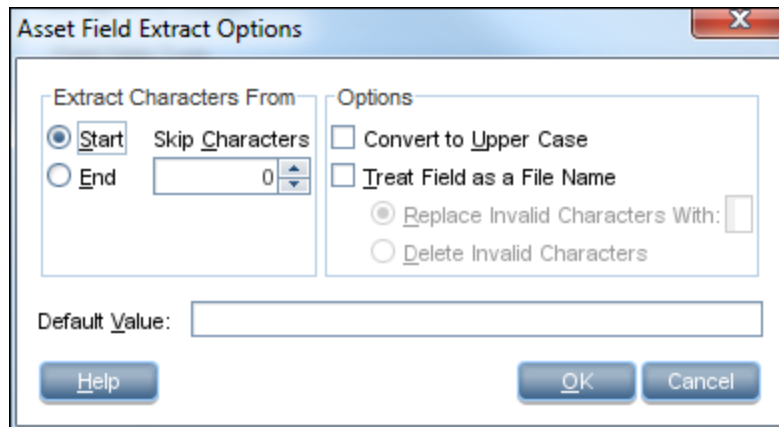 Asset Field Extract Options
Extract Characters From
Start
Skip Characters
End
0
Options
Convert to Upper Case
Treat Field as a File Name
Replace Invalid Characters With:
Delete Invalid Characters
Default Value:
Help
OK
Cancel